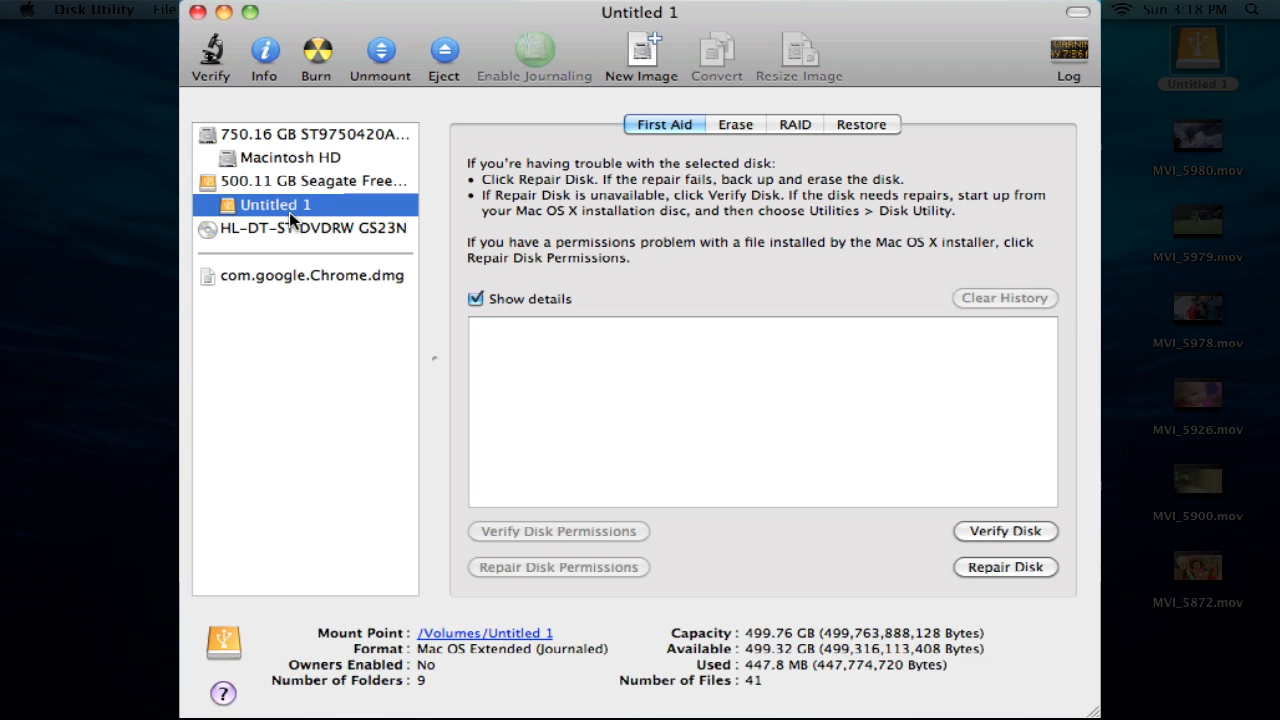 Disk Utility File
Untitled 1
Sun 3:18 PM
Verify
Info
Burn
Unmount
Eject
Enable Journaling
New Image
Convert
Resize Image
Log
750.16 GB ST9750420A...
Macintosh HD
500.11 GB Seagate Free...
Untitled 1
HL-DT-ST DVDRW GS23N
com.google.Chrome.dmg
First Aid
Erase
RAID
Restore
If you're having trouble with the selected disk:
• Click Repair Disk. If the repair fails, back up and erase the disk.
• If Repair Disk is unavailable, click Verify Disk. If the disk needs repairs, start up from
your Mac OS X installation disc, and then choose Utilities > Disk Utility.
If you have a permissions problem with a file installed by the Mac OS X installer, click
Repair Disk Permissions.
Show details
Clear History
Verify Disk Permissions
Verify Disk
Repair Disk Permissions
Repair Disk
Mount Point : /Volumes/Untitled 1
Format : Mac OS Extended (Journaled)
Owners Enabled : No
Number of Folders : 9
Capacity : 499.76 GB (499,763,888,128 Bytes)
Available : 499.32 GB (499,316,113,408 Bytes)
Used : 447.8 MB (447,774,720 Bytes)
Number of Files : 41
Untitled 1
MVI_5980.mov
MVI_5979.mov
MVI_5978.mov
MVI_5926.mov
MVI_5900.mov
MVI_5872.mov